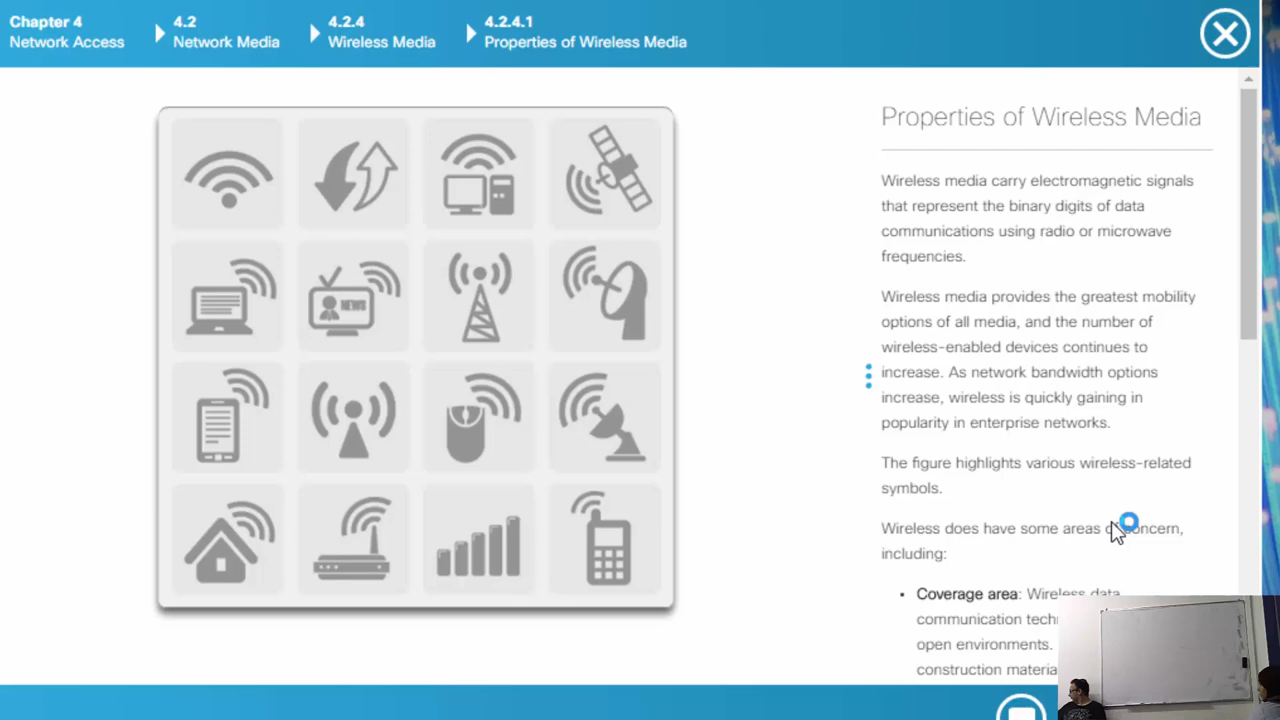 Chapter 4
Network Access
4.2
Network Media
4.2.4
Wireless Media
4.2.4.1
Properties of Wireless Media
Properties of Wireless Media
Wireless media carry electromagnetic signals
that represent the binary digits of data
communications using radio or microwave
frequencies.
Wireless media provides the greatest mobility
options of all media, and the number of
wireless-enabled devices continues to
increase. As network bandwidth options
increase, wireless is quickly gaining in
popularity in enterprise networks.
The figure highlights various wireless-related
symbols.
Wireless does have some areas of concern,
including:
• Coverage area: Wireless data
communication
open environments.
construction
NEWS